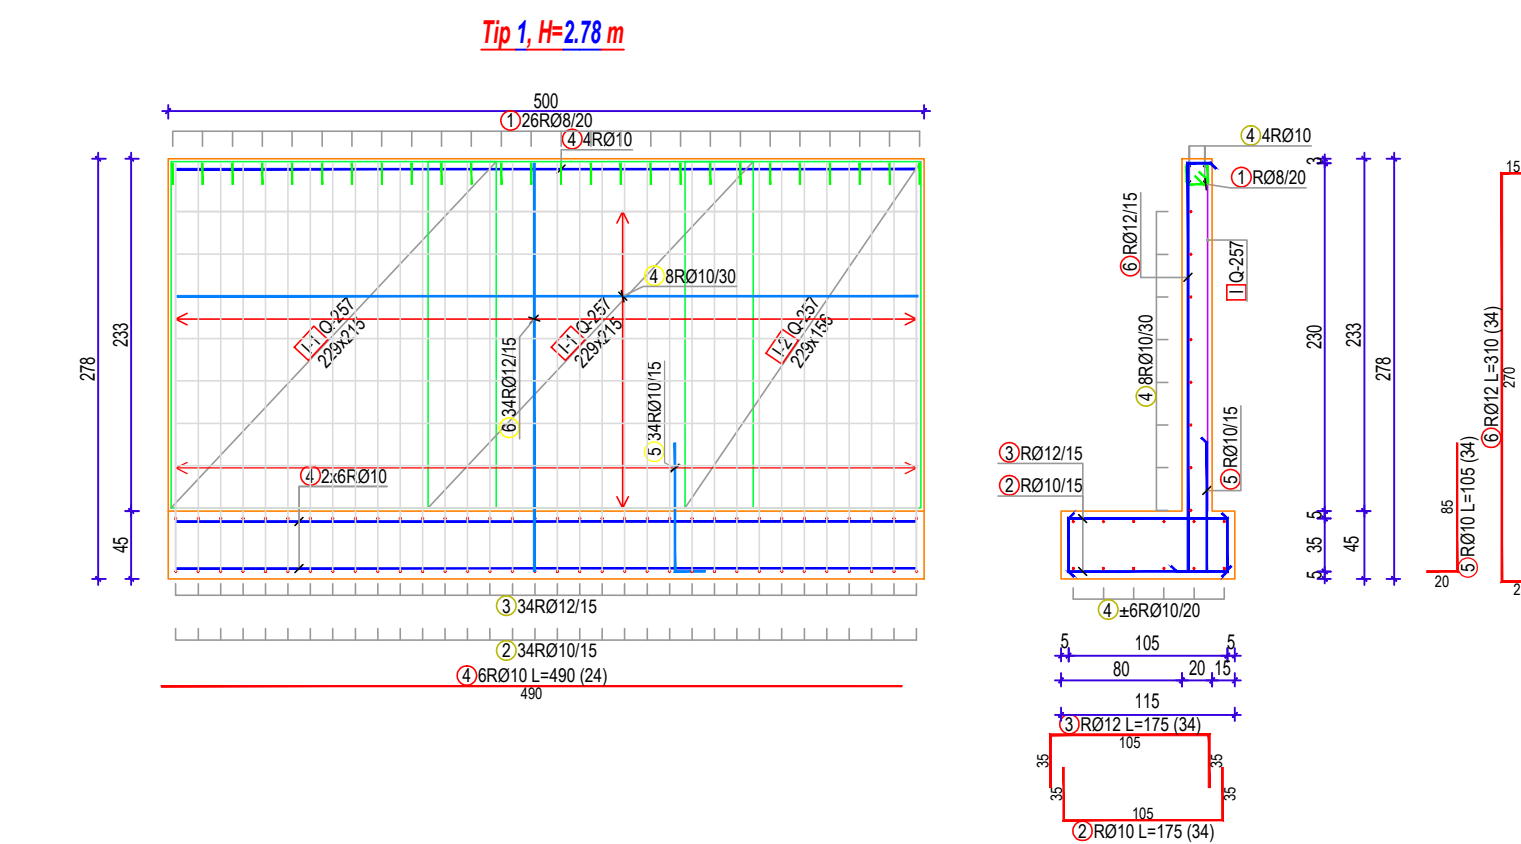 Tip 1, H=2.78 m
500
1 26RØ8/20
4 4RØ10
4 8RØ10/30
I-1 Q-257
229x215
I-1 Q-257
229x215
I-2 Q-257
229x156
6 34RØ12/15
5 34RØ10/15
4 2x6RØ10
278
233
45
3 34RØ12/15
2 34RØ10/15
4 6RØ10 L=490 (24)
490
4 4RØ10
1 RØ8/20
6 RØ12/15
I Q-257
4 8RØ10/30
5 RØ10/15
3 RØ12/15
2 RØ10/15
4 ±6RØ10/20
3
230
233
278
5
35
45
5
5
105
5
80
20
15
115
3 RØ12 L=175 (34)
105
35
35
35
35
105
2 RØ10 L=175 (34)
15
6 RØ12 L=310 (34)
270
5 RØ10 L=105 (34)
85
20
2